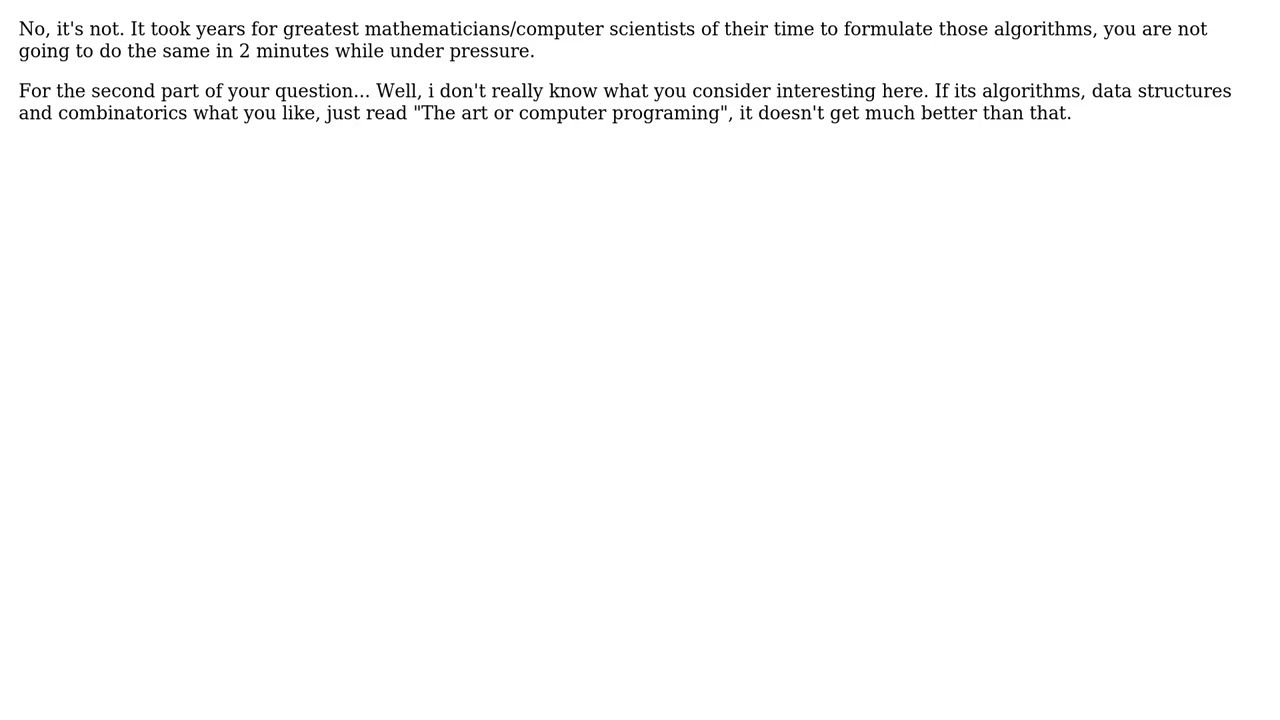 No, it's not. It took years for greatest mathematicians/computer scientists of their time to formulate those algorithms, you are not
going to do the same in 2 minutes while under pressure.
For the second part of your question... Well, i don't really know what you consider interesting here. If its algorithms, data structures
and combinatorics what you like, just read "The art or computer programing", it doesn't get much better than that.